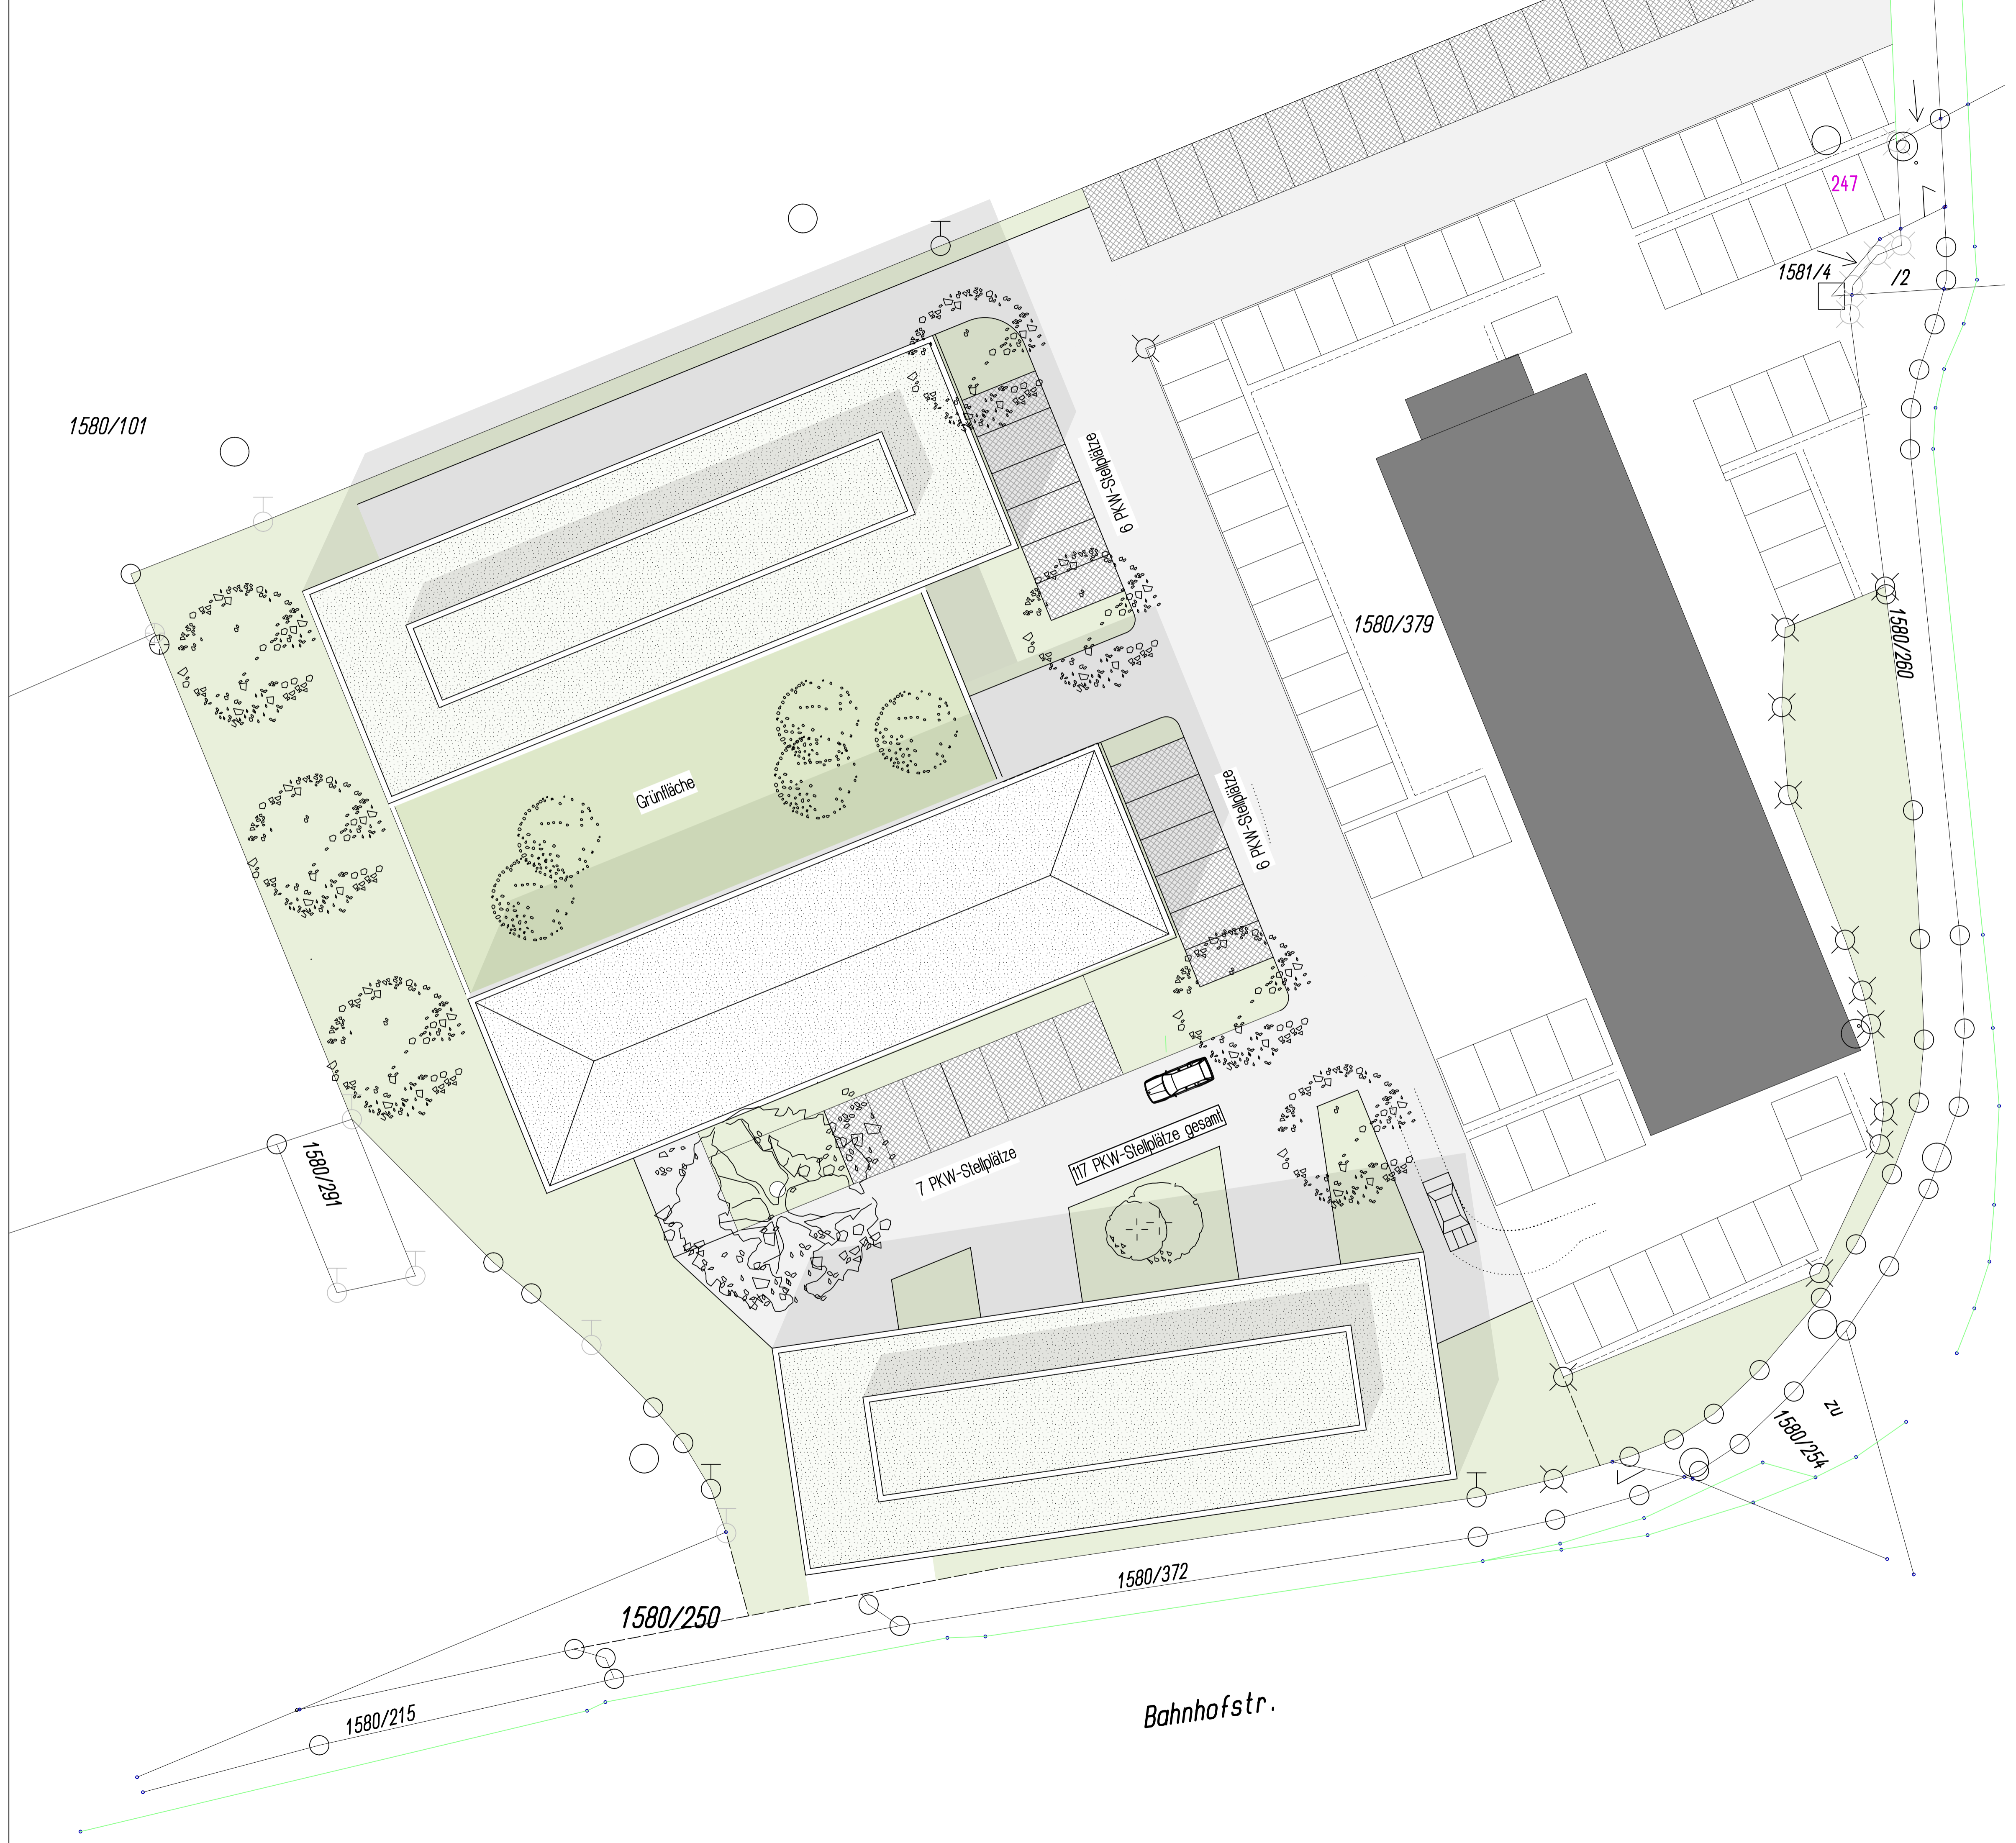 247
1581/4
/2
1580/101
6 PKW-Stellplätze
1580/379
1580/260
Grünfläche
6 PKW-Stellplätze
117 PKW-Stellplätze gesamt
7 PKW-Stellplätze
1580/291
zu
1580/254
1580/372
1580/250
1580/215
Bahnhofstr.